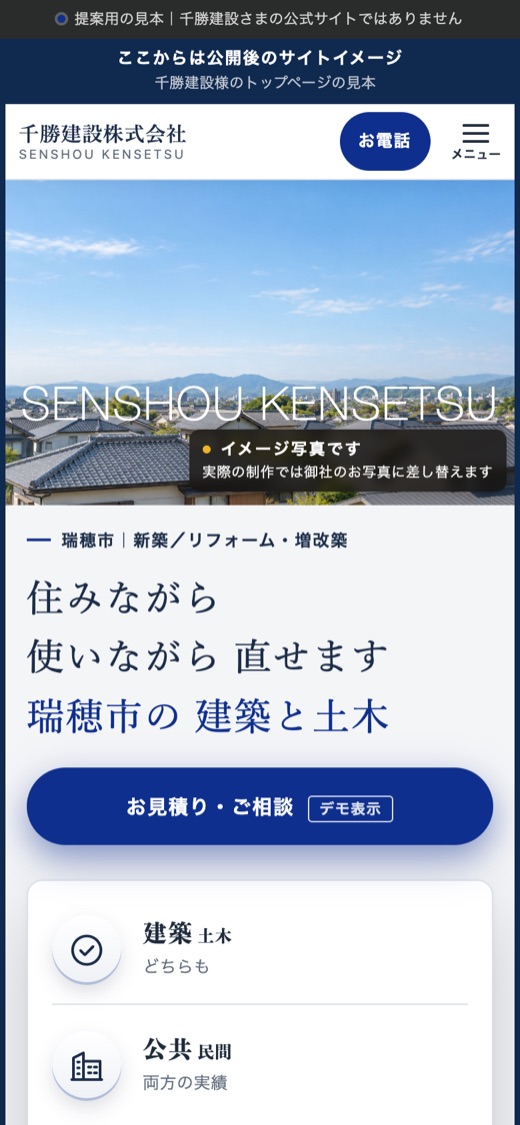 提案用の見本｜千勝建設さまの公式サイトではありません
ここからは公開後のサイトイメージ
千勝建設様のトップページの見本
千勝建設株式会社
SENSHOU KENSETSU
お電話
メニュー
SENSHOU KENSETSU
イメージ写真です
実際の制作では御社のお写真に差し替えます
瑞穂市｜新築／リフォーム・増改築
住みながら
使いながら 直せます
瑞穂市の 建築と土木
お見積り・ご相談 デモ表示
建築 土木
どちらも
公共 民間
両方の実績